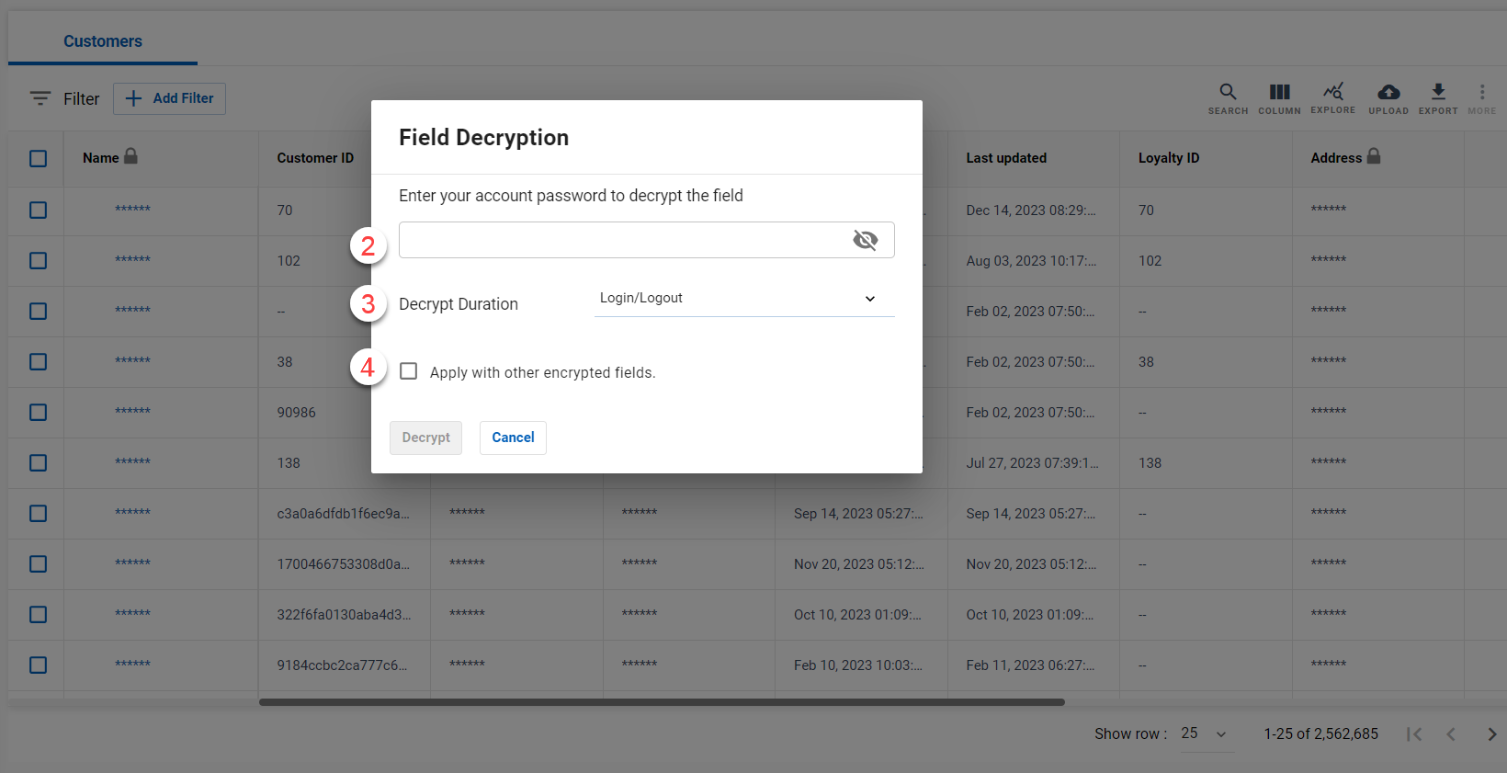 Customers
Filter
Add Filter
SEARCH COLUMN EXPLORE UPLOAD EXPORT MORE
Name Customer ID Last updated Loyalty ID Address
Field Decryption
Enter your account password to decrypt the field
2
3 Decrypt Duration Login/Logout
4 Apply with other encrypted fields.
Decrypt Cancel
****** 70 Dec 14, 2023 08:29:... 70 ******
****** 102 Aug 03, 2023 10:17:... 102 ******
****** -- Feb 02, 2023 07:50:... -- ******
****** 38 Feb 02, 2023 07:50:... 38 ******
****** 90986 Feb 02, 2023 07:50:... -- ******
****** 138 Jul 27, 2023 07:39:1... 138 ******
****** c3a0a6dfdb1f6ec9a... ****** ****** Sep 14, 2023 05:27:... Sep 14, 2023 05:27:... -- ******
****** 1700466753308d0a... ****** ****** Nov 20, 2023 05:12:... Nov 20, 2023 05:12:... -- ******
****** 322f6fa0130aba4d3... ****** ****** Oct 10, 2023 01:09:... Oct 10, 2023 01:09:... -- ******
****** 9184ccbc2ca777c6... ****** ****** Feb 10, 2023 10:03:... Feb 11, 2023 06:27:... -- ******
Show row : 25 1-25 of 2,562,685